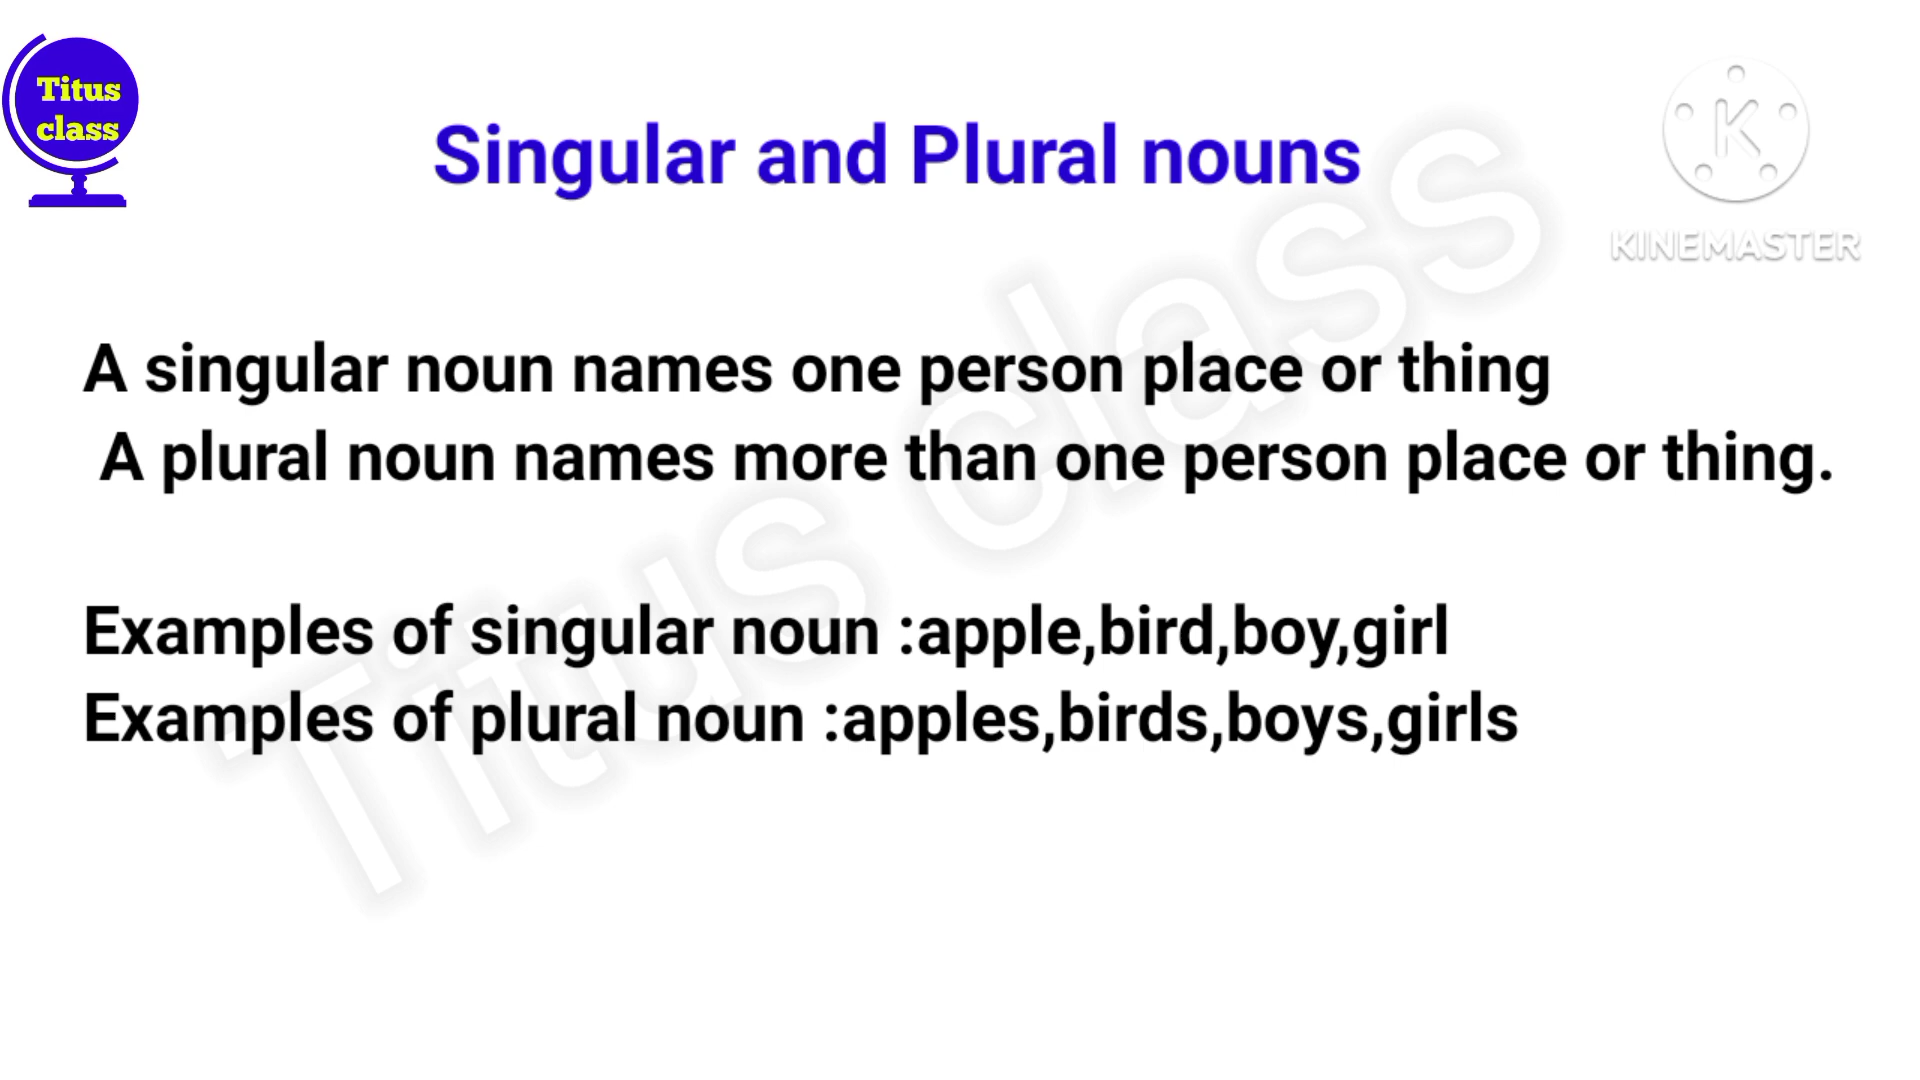 Titus
class
Singular and Plural nouns
K
KINEMASTER
A singular noun names one person place or thing
A plural noun names more than one person place or thing.
Examples of singular noun :apple,bird,boy,girl
Examples of plural noun :apples,birds,boys,girls
Titus class